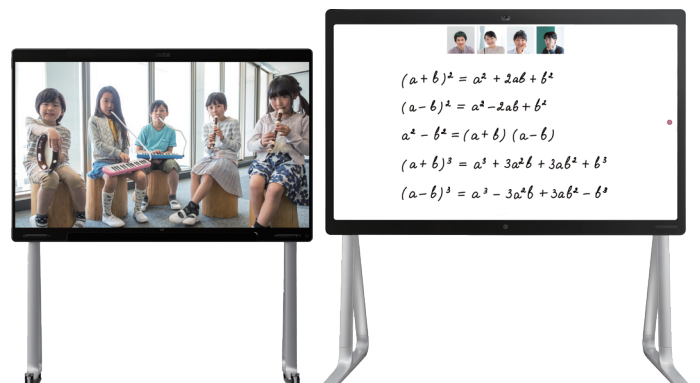 (a+b)² = a² + 2ab + b²
(a-b)² = a² - 2ab + b²
a² - b² = (a+b) (a-b)
(a+b)³ = a³ + 3a²b + 3ab² + b³
(a-b)³ = a³ - 3a²b + 3ab² - b³